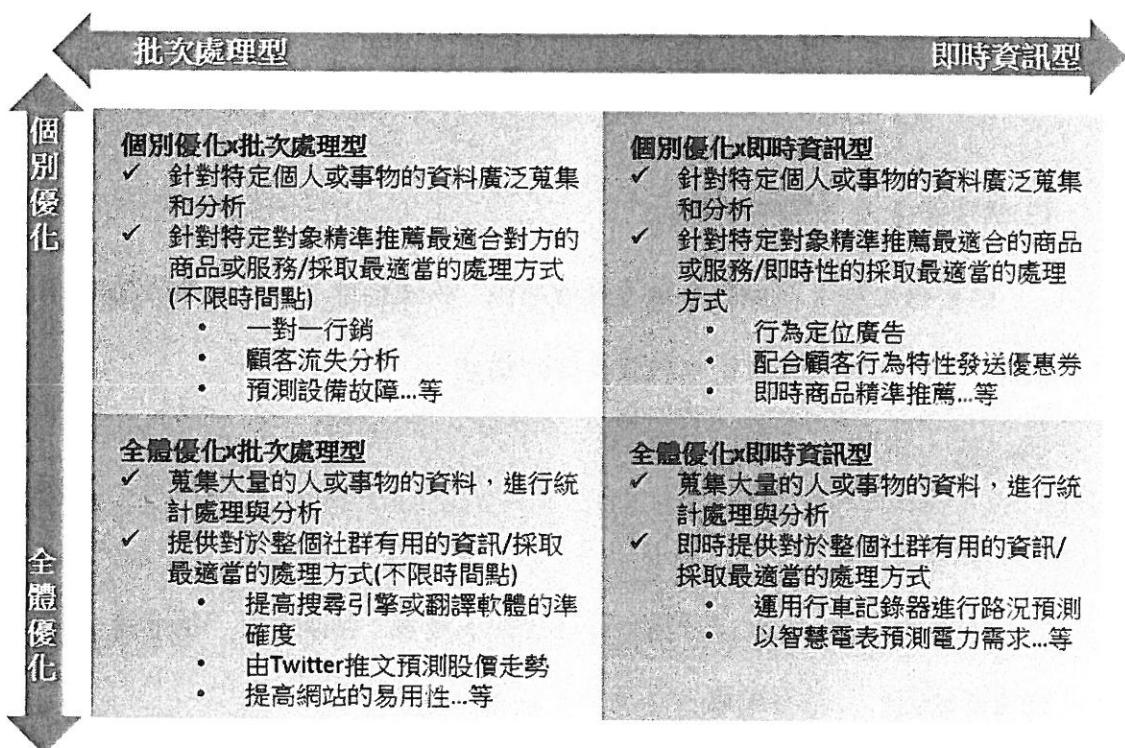 批次處理型
即時資訊型
個別優化
全體優化
個別優化x批次處理型
✓ 針對特定個人或事物的資料廣泛蒐集
和分析
✓ 針對特定對象精準推薦最適合對方的
商品或服務/採取最適當的處理方式
(不限時間點)
• 一對一行銷
• 顧客流失分析
• 預測設備故障...等
個別優化x即時資訊型
✓ 針對特定個人或事物的資料廣泛蒐集
和分析
✓ 針對特定對象精準推薦最適合的商品
或服務/即時性的採取最適當的處理
方式
• 行為定位廣告
• 配合顧客行為特性發送優惠券
• 即時商品精準推薦...等
全體優化x批次處理型
✓ 蒐集大量的人或事物的資料，進行統
計處理與分析
✓ 提供對於整個社群有用的資訊/採取
最適當的處理方式(不限時間點)
• 提高搜尋引擎或翻譯軟體的準
確度
• 由Twitter推文預測股價走勢
• 提高網站的易用性...等
全體優化x即時資訊型
✓ 蒐集大量的人或事物的資料，進行統
計處理與分析
✓ 即時提供對於整個社群有用的資訊/
採取最適當的處理方式
• 運用行車記錄器進行路況預測
• 以智慧電表預測電力需求...等